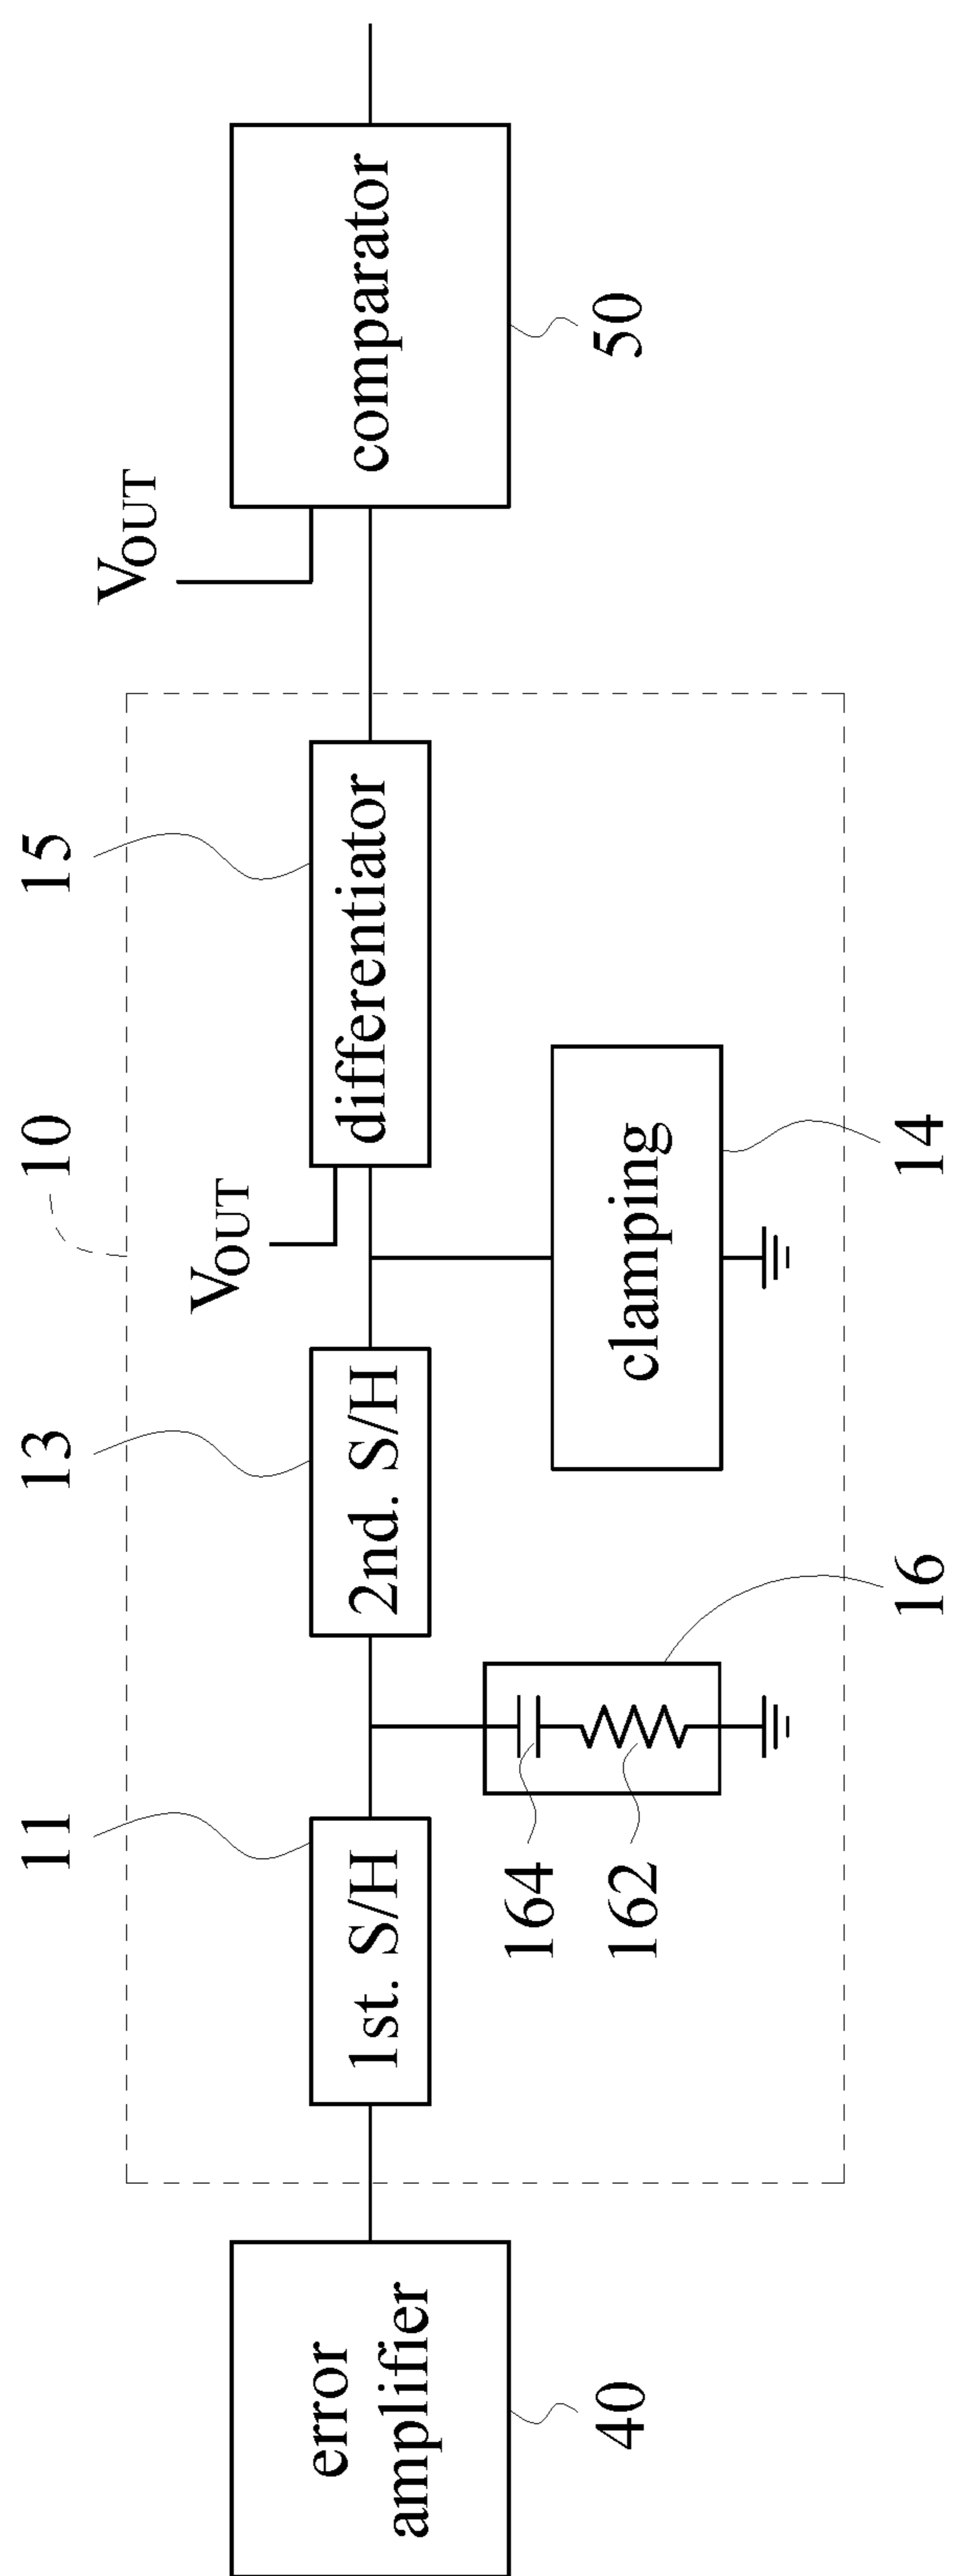 10
11
13
15
VOUT
VOUT
error
amplifier
1st. S/H
2nd. S/H
differentiator
comparator
40
164
162
16
clamping
14
50